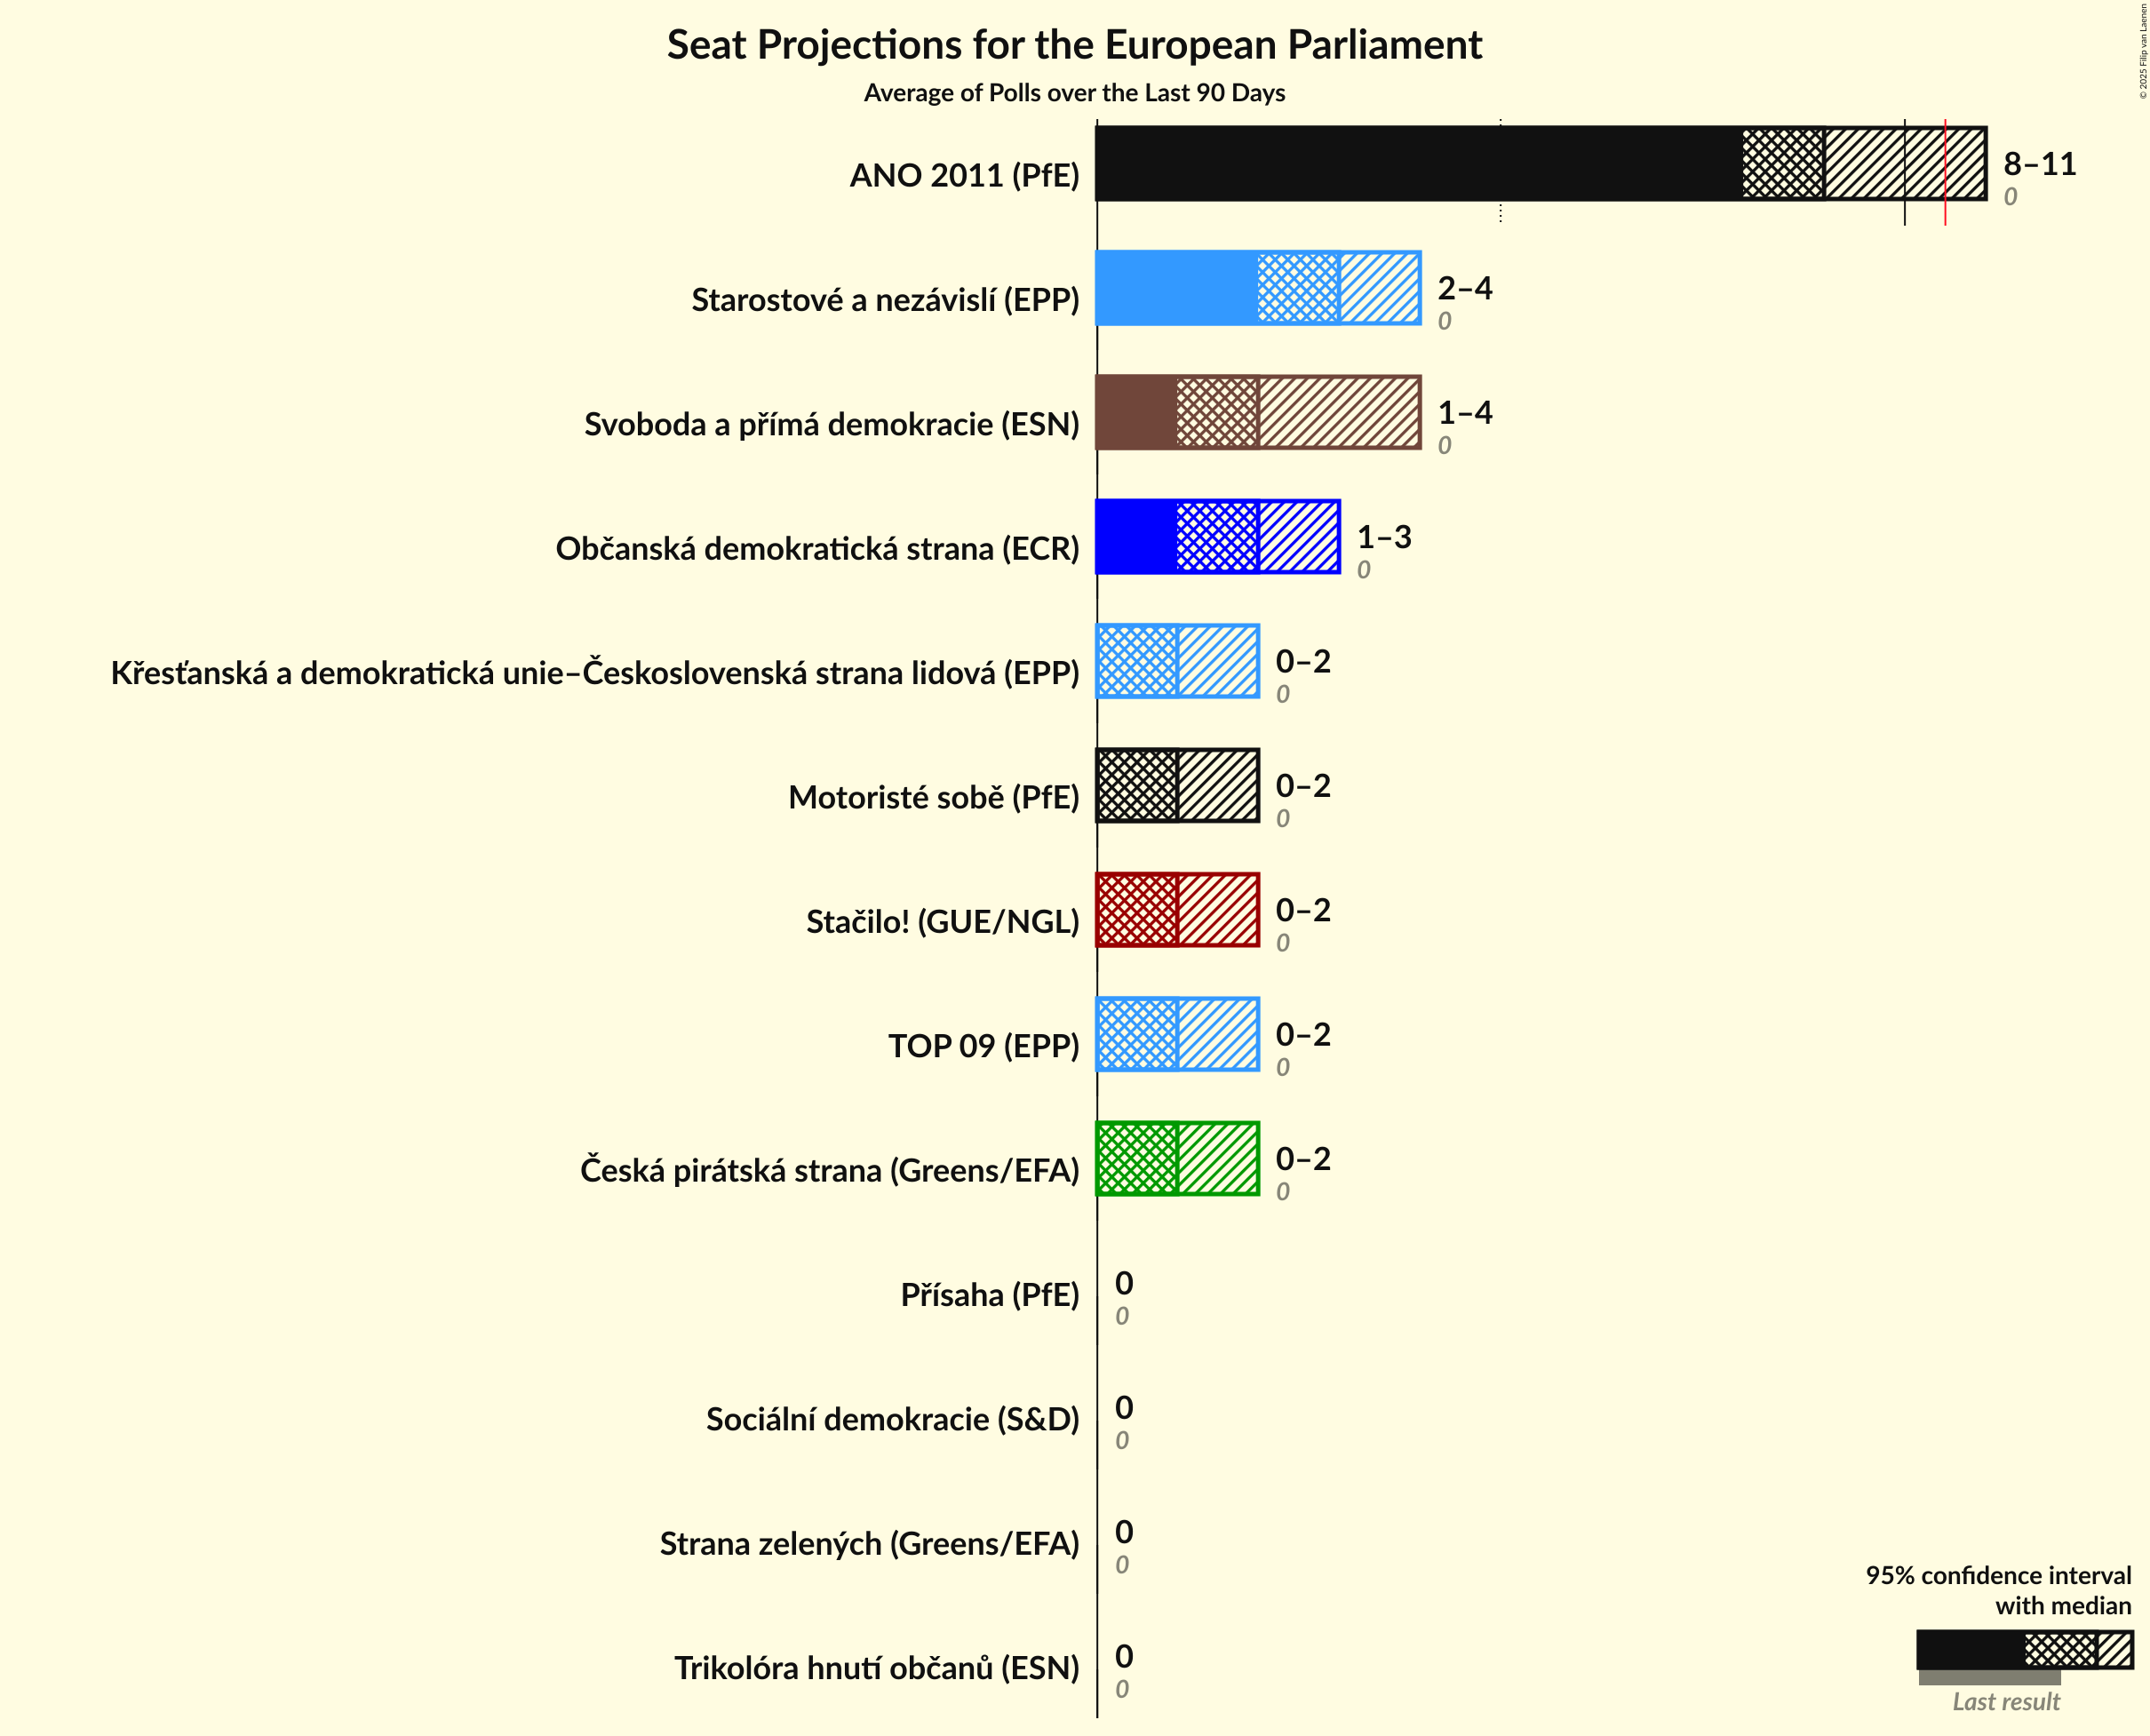 Seat Projections for the European Parliament
Average of Polls over the Last 90 Days
© 2025 Filip van Laenen
ANO 2011 (PfE)
8–11
0
Starostové a nezávislí (EPP)
2–4
0
Svoboda a přímá demokracie (ESN)
1–4
0
Občanská demokratická strana (ECR)
1–3
0
Křesťanská a demokratická unie–Československá strana lidová (EPP)
0–2
0
Motoristé sobě (PfE)
0–2
0
Stačilo! (GUE/NGL)
0–2
0
TOP 09 (EPP)
0–2
0
Česká pirátská strana (Greens/EFA)
0–2
0
Přísaha (PfE)
0
0
Sociální demokracie (S&D)
0
0
Strana zelených (Greens/EFA)
0
0
Trikolóra hnutí občanů (ESN)
0
0
95% confidence interval
with median
Last result